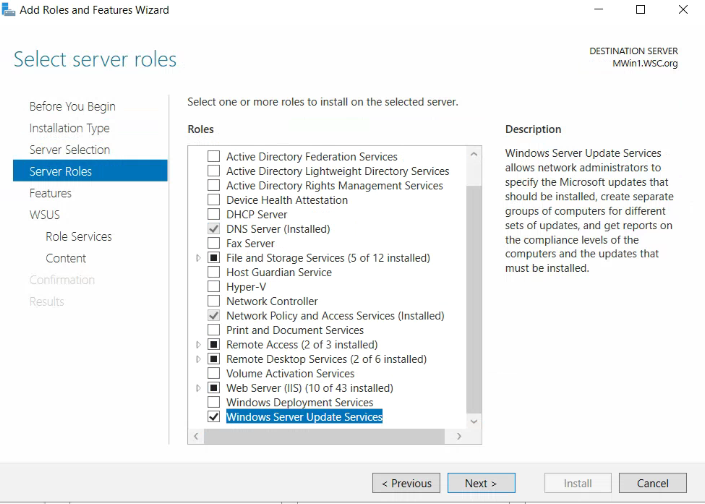 Add Roles and Features Wizard
Select server roles
DESTINATION SERVER
MWin1.WSC.org
Before You Begin
Installation Type
Server Selection
Server Roles
Features
WSUS
Role Services
Content
Confirmation
Results
Select one or more roles to install on the selected server.
Roles
Active Directory Federation Services
Active Directory Lightweight Directory Services
Active Directory Rights Management Services
Device Health Attestation
DHCP Server
DNS Server (Installed)
Fax Server
File and Storage Services (5 of 12 installed)
Host Guardian Service
Hyper-V
Network Controller
Network Policy and Access Services (Installed)
Print and Document Services
Remote Access (2 of 3 installed)
Remote Desktop Services (2 of 6 installed)
Volume Activation Services
Web Server (IIS) (10 of 43 installed)
Windows Deployment Services
Windows Server Update Services
Description
Windows Server Update Services
allows network administrators to
specify the Microsoft updates that
should be installed, create separate
groups of computers for different
sets of updates, and get reports on
the compliance levels of the
computers and the updates that
must be installed.
< Previous
Next >
Install
Cancel